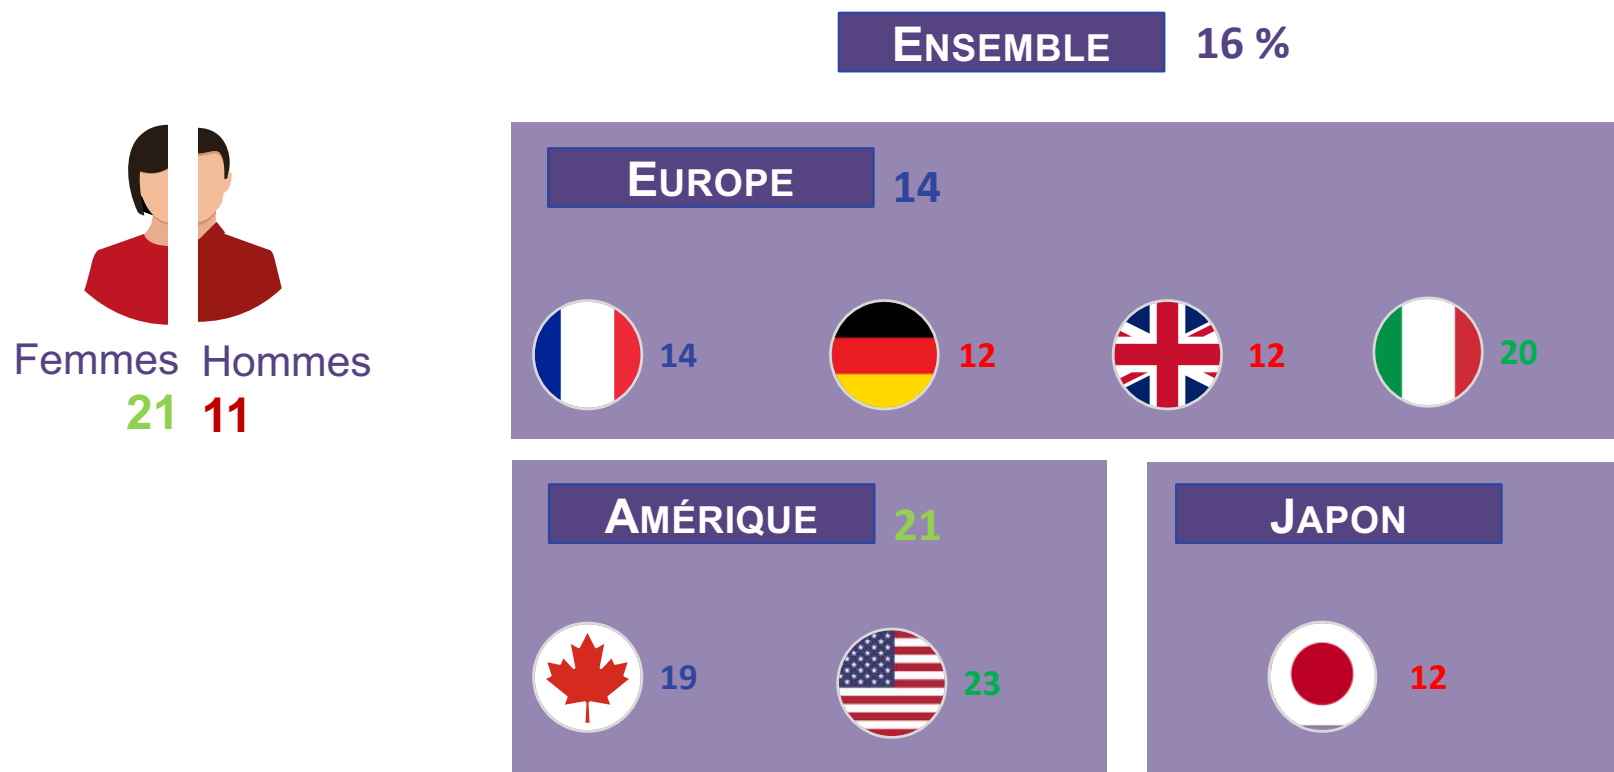 ENSEMBLE 16 %
EUROPE 14
14 12 12 20
Femmes Hommes
21 11
AMÉRIQUE 21
JAPON
19 23
12